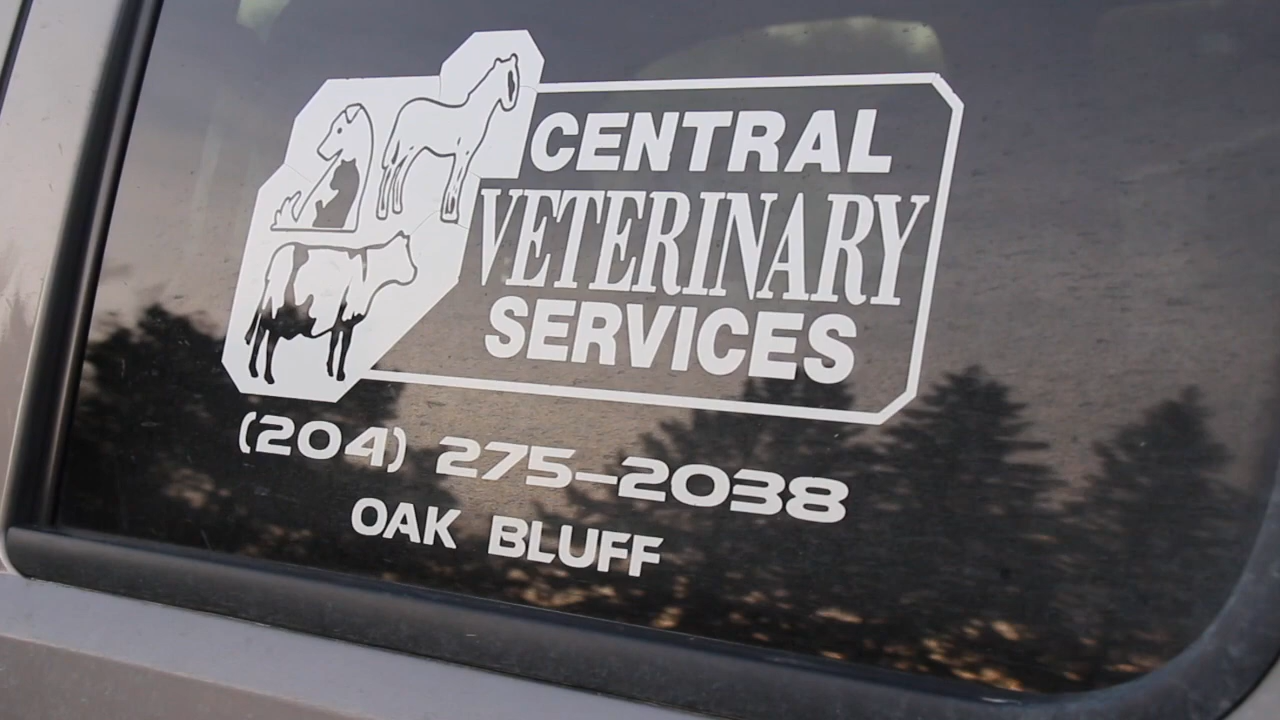 CENTRAL
VETERINARY
SERVICES
(204) 275-2038
OAK BLUFF